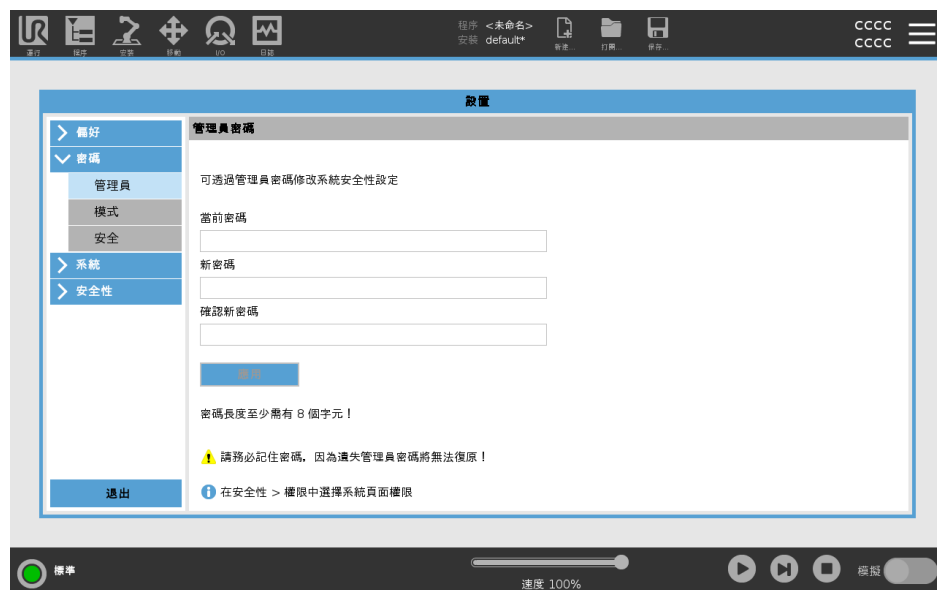 UR
運行
程序
安裝
移動
I/O
日誌
程序 <未命名>
安裝 default*
新建...
打開...
保存...
CCCC
CCCC
設置
偏好
密碼
管理員
模式
安全
系統
安全性
退出
管理員密碼
可透過管理員密碼修改系統安全性設定
當前密碼
新密碼
確認新密碼
應用
密碼長度至少需有 8 個字元！
請務必記住密碼，因為遺失管理員密碼將無法復原！
在安全性 > 權限中選擇系統頁面權限
標準
速度 100%
模擬